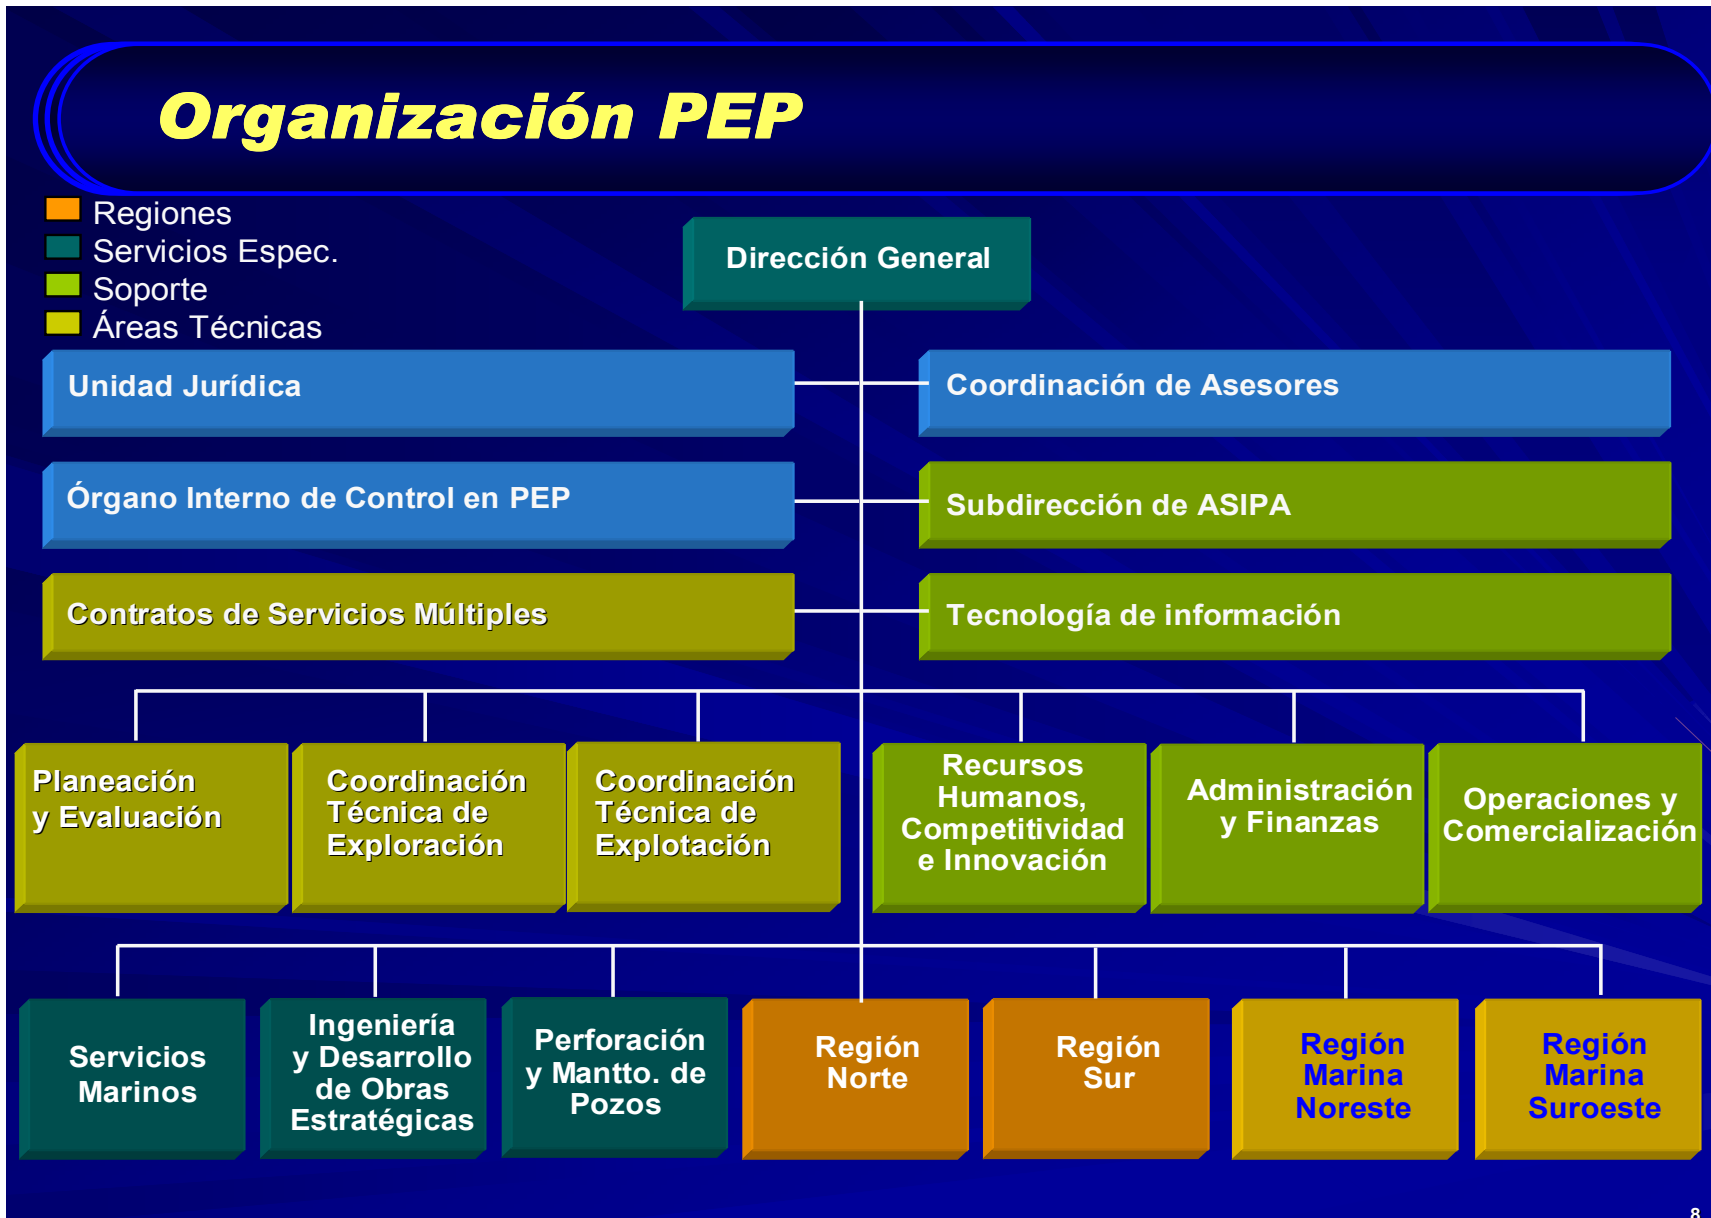 Organización PEP
Regiones
Servicios Espec.
Soporte
Áreas Técnicas
Dirección General
Unidad Jurídica
Coordinación de Asesores
Órgano Interno de Control en PEP
Subdirección de ASIPA
Contratos de Servicios Múltiples
Tecnología de información
Planeación
y Evaluación
Coordinación
Técnica de
Exploración
Coordinación
Técnica de
Explotación
Recursos
Humanos,
Competitividad
e Innovación
Administración
y Finanzas
Operaciones y
Comercialización
Servicios
Marinos
Ingeniería
y Desarrollo
de Obras
Estratégicas
Perforación
y Mantto. de
Pozos
Región
Norte
Región
Sur
Región
Marina
Noreste
Región
Marina
Suroeste
8